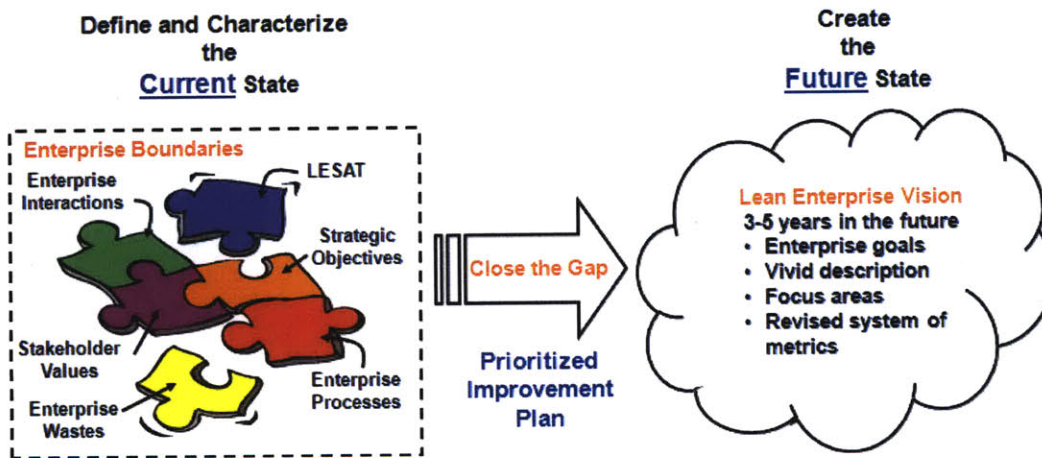 Define and Characterize
the
Current State
Enterprise Boundaries
Enterprise
Interactions
LESAT
Strategic
Objectives
Stakeholder
Values
Enterprise
Wastes
Enterprise
Processes
Close the Gap
Prioritized
Improvement
Plan
Create
the
Future State
Lean Enterprise Vision
3-5 years in the future
• Enterprise goals
• Vivid description
• Focus areas
• Revised system of
metrics